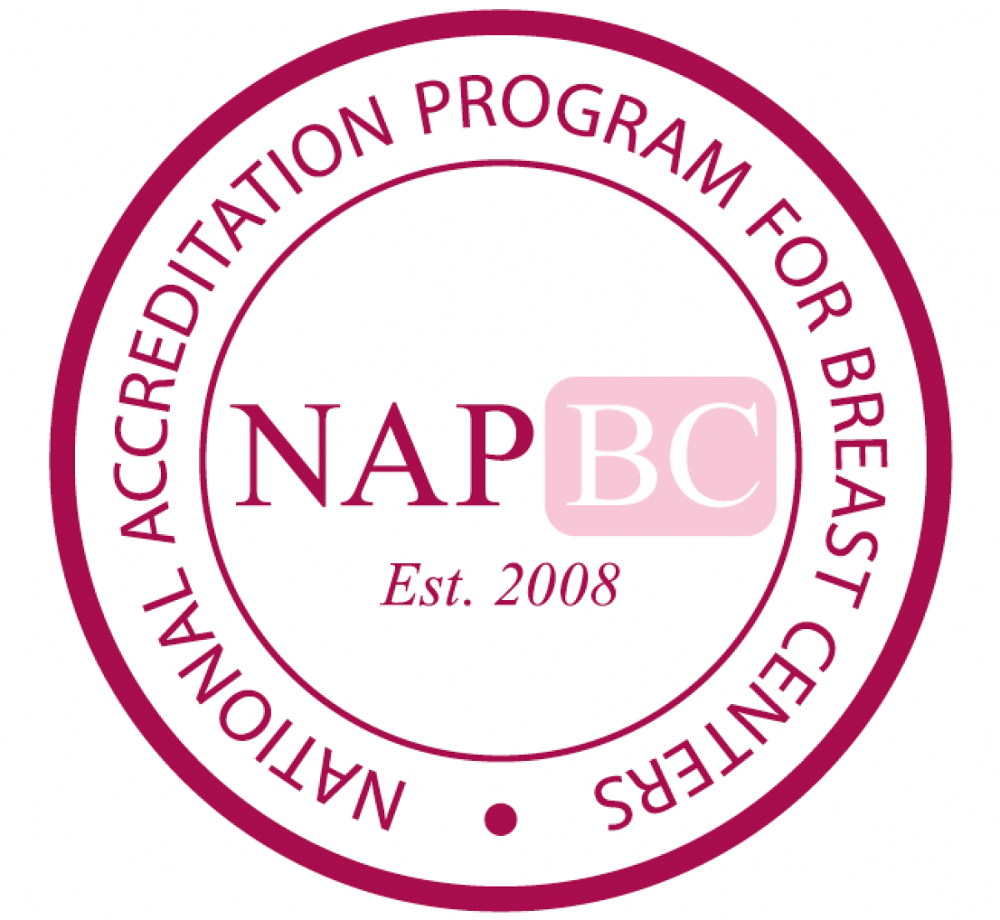 NATIONAL ACCREDITATION PROGRAM FOR BREAST CENTERS
NAPBC
Est. 2008